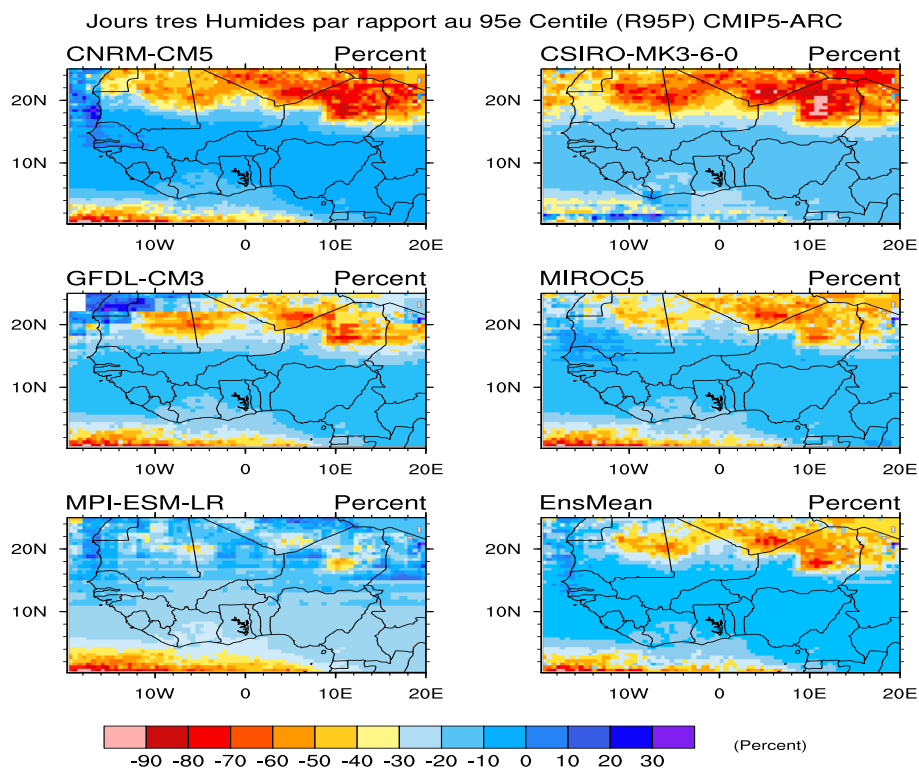 Jours tres Humides par rapport au 95e Centile (R95P) CMIP5-ARC
CNRM-CM5 Percent
CSIRO-MK3-6-0 Percent
20N
10N
10W 0 10E 20E
20N
10N
10W 0 10E 20E
GFDL-CM3 Percent
MIROC5 Percent
20N
10N
10W 0 10E 20E
20N
10N
10W 0 10E 20E
MPI-ESM-LR Percent
EnsMean Percent
20N
10N
10W 0 10E 20E
20N
10N
10W 0 10E 20E
-90 -80 -70 -60 -50 -40 -30 -20 -10 0 10 20 30
(Percent)